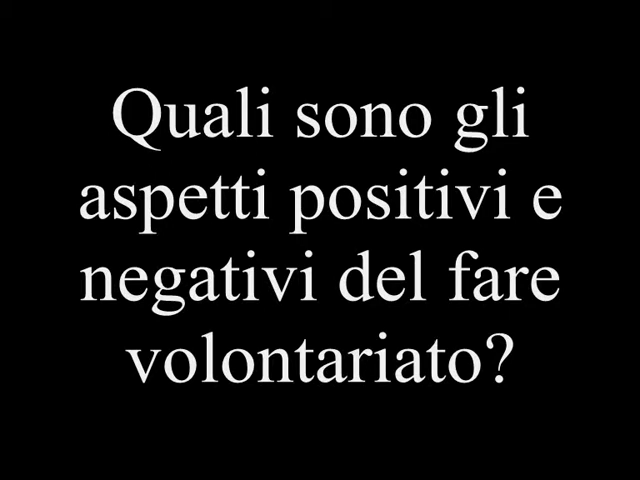 Quali sono gli
aspetti positivi e
negativi del fare
volontariato?